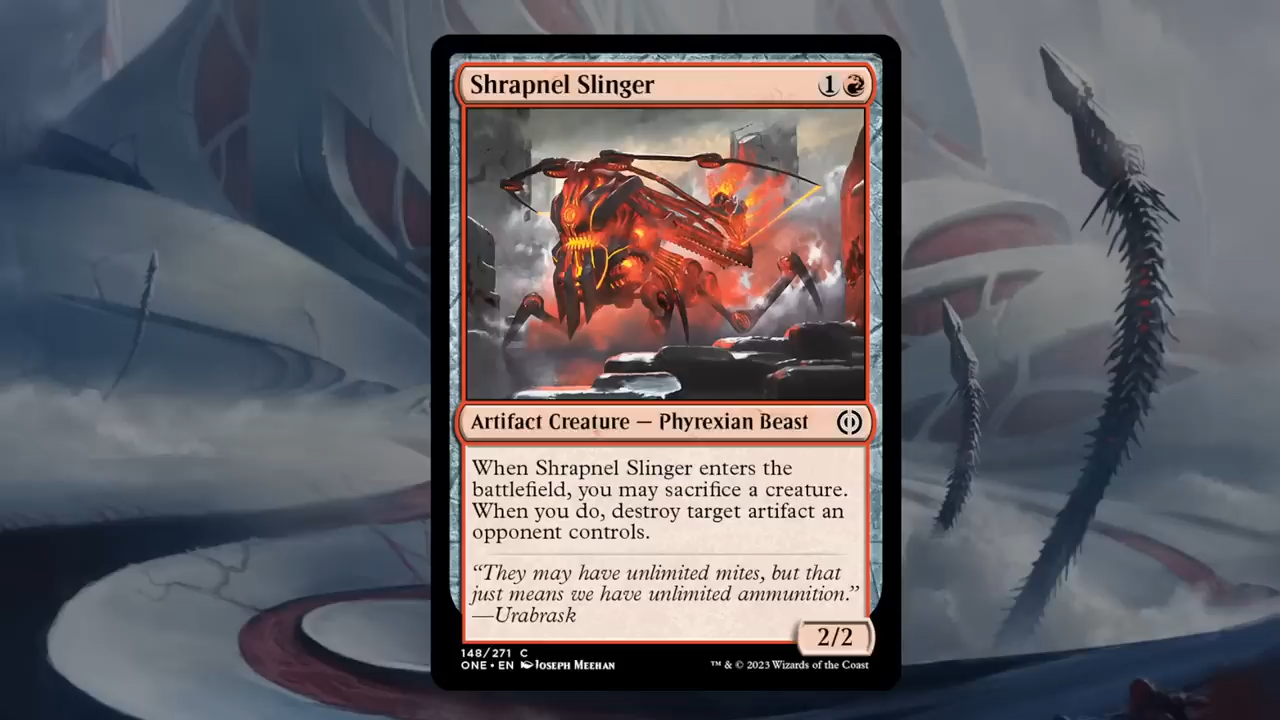 Shrapnel Slinger 1
Artifact Creature — Phyrexian Beast
When Shrapnel Slinger enters the
battlefield, you may sacrifice a creature.
When you do, destroy target artifact an
opponent controls.
“They may have unlimited mites, but that
just means we have unlimited ammunition.”
—Urabrask
2/2
148/271 C
ONE • EN Joseph Meehan ™ & © 2023 Wizards of the Coast